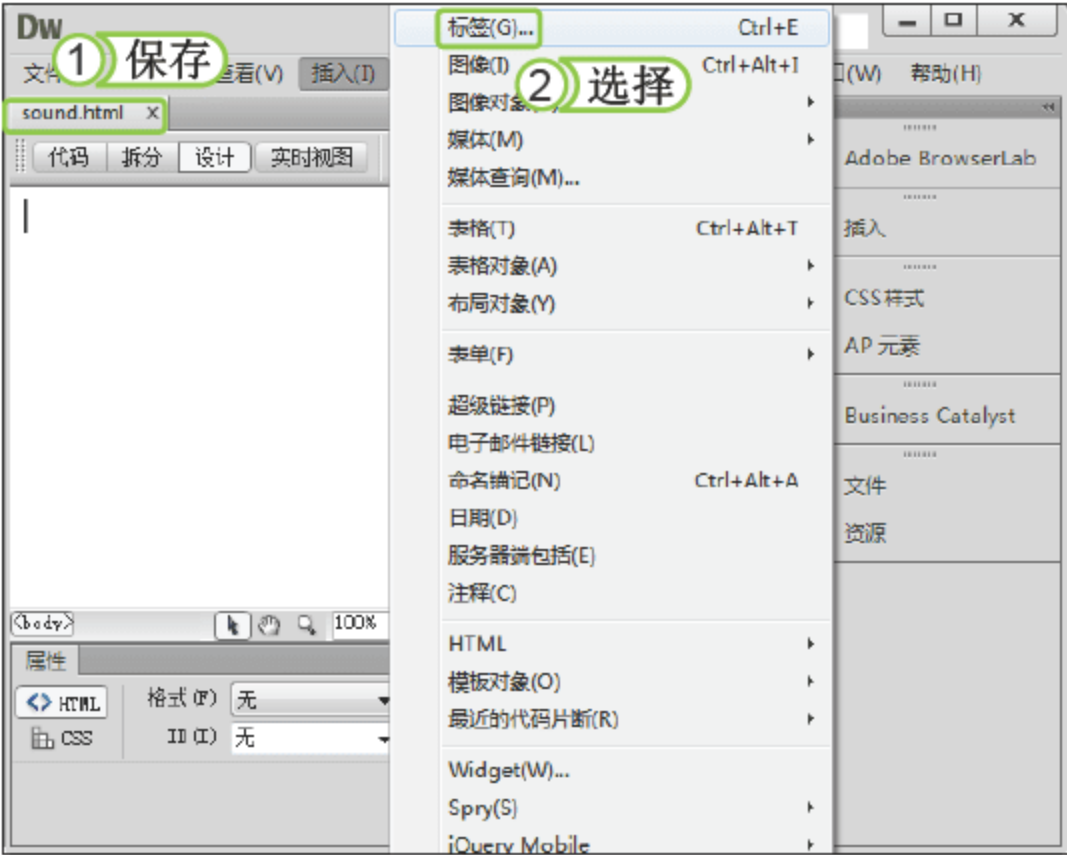 Dw
1 保存
查看(V) 插入(I)
(W) 帮助(H)
sound.html X
代码 拆分 设计 实时视图
标签(G)... Ctrl+E
2 选择
图像(I) Ctrl+Alt+I
图像对象
媒体(M)
媒体查询(M)...
表格(T) Ctrl+Alt+T
表格对象(A)
布局对象(Y)
表单(F)
超级链接(P)
电子邮件链接(L)
命名锚记(N) Ctrl+Alt+A
日期(D)
服务器端包括(E)
注释(C)
HTML
模板对象(O)
最近的代码片断(R)
Widget(W)...
Spry(S)
jQuery Mobile
Adobe BrowserLab
插入
CSS样式
AP 元素
Business Catalyst
文件
资源
<body>
100%
属性
<> HTML 格式(F) 无
CSS ID(I) 无